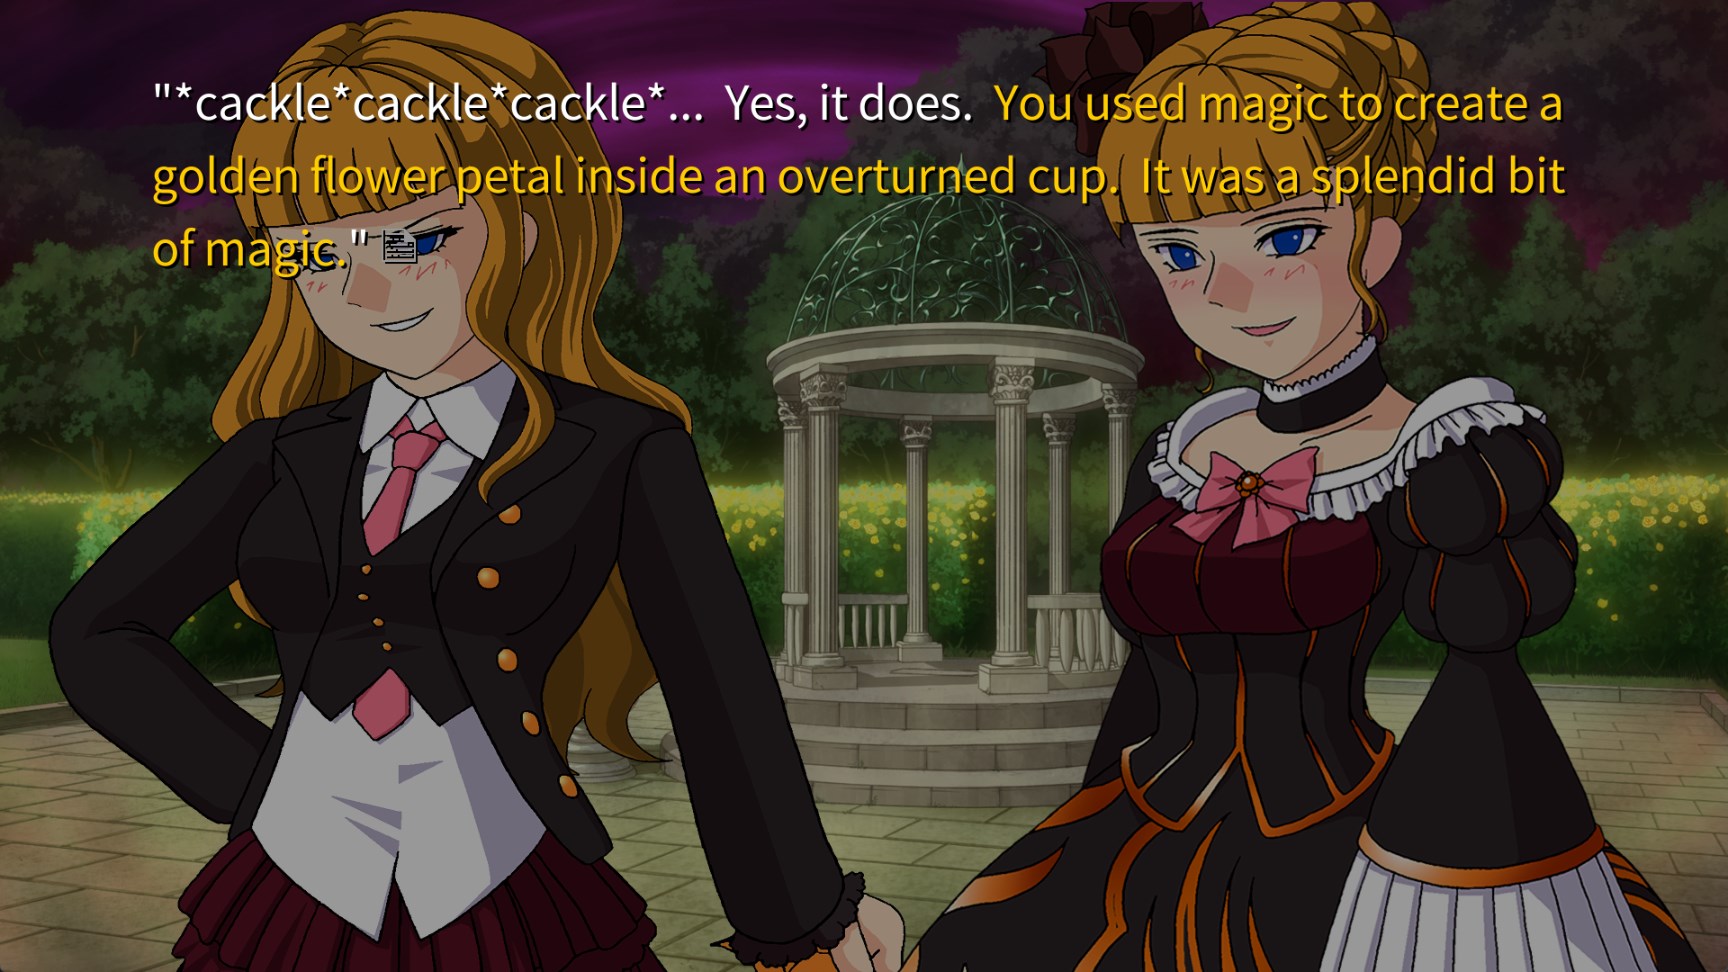 "*cackle*cackle*cackle*... Yes, it does. You used magic to create a
golden flower petal inside an overturned cup. It was a splendid bit
of magic."